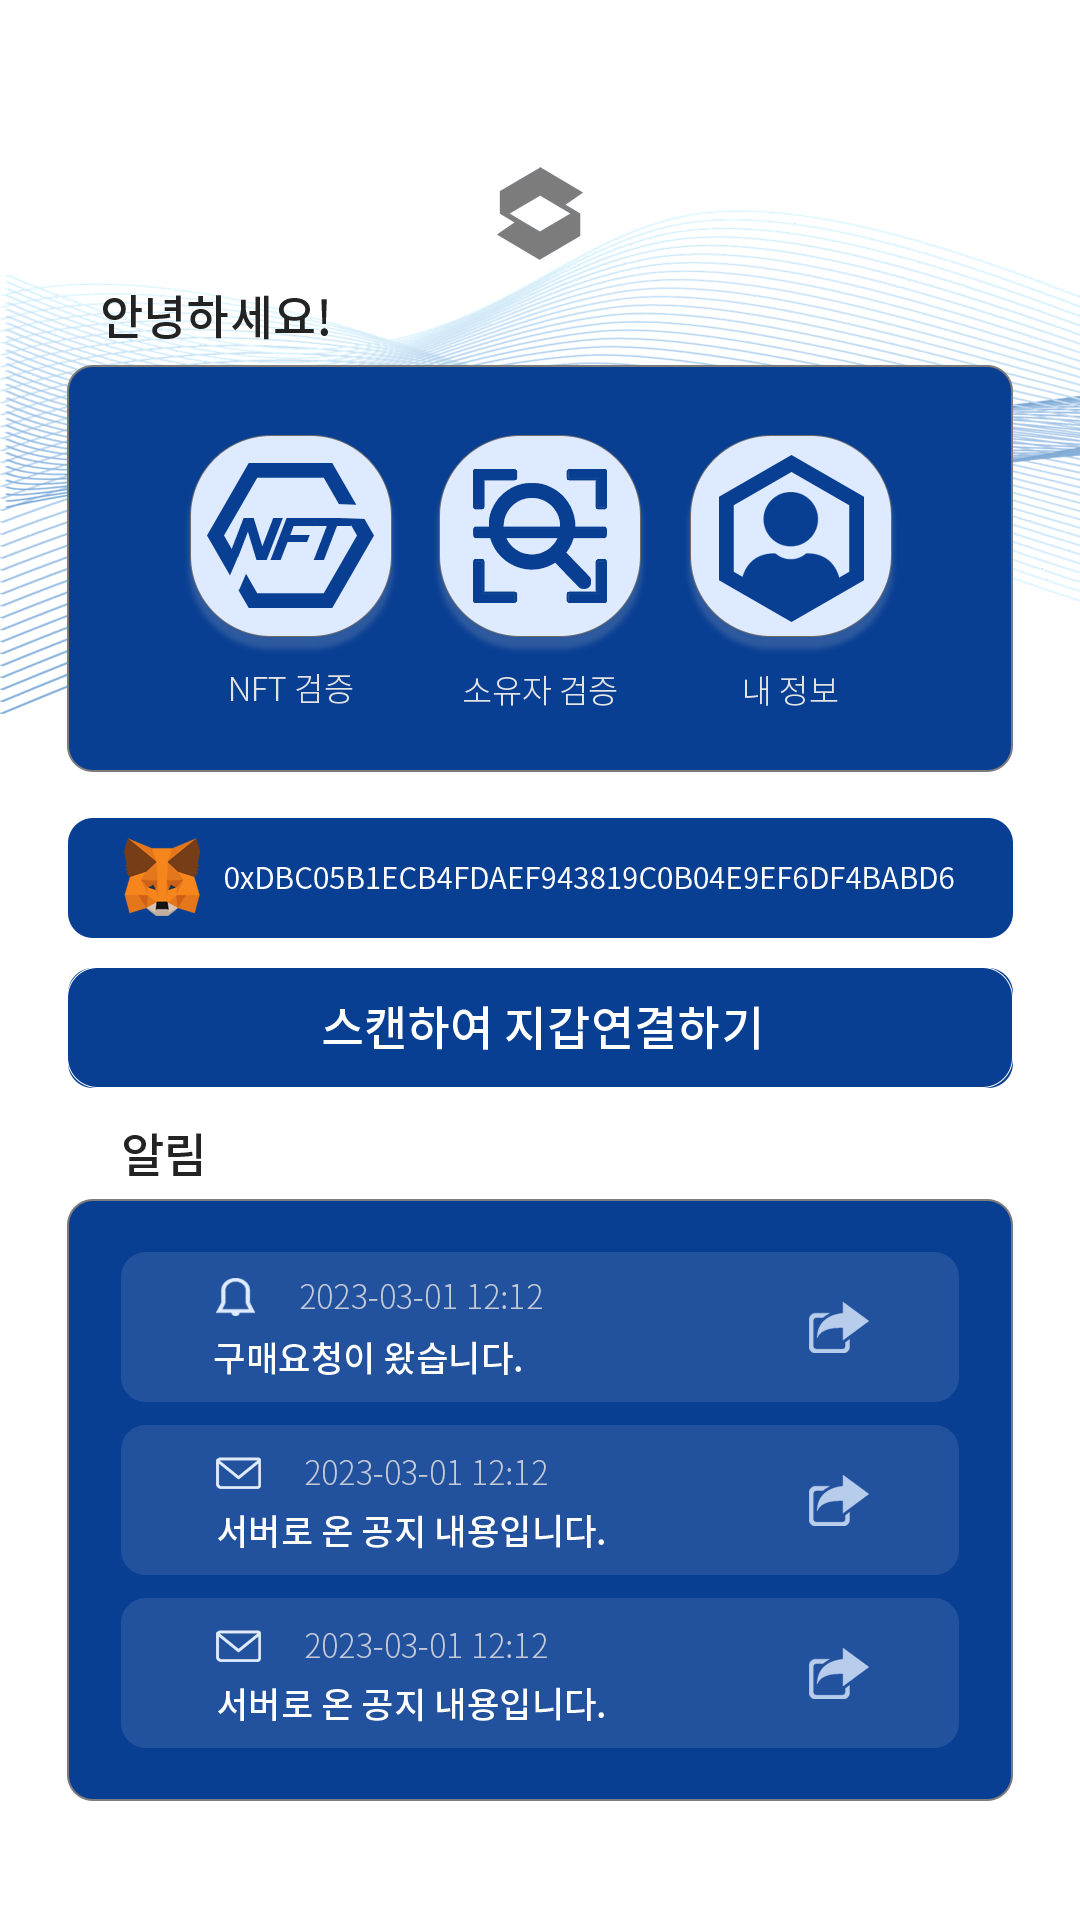 안녕하세요!
NFT
NFT 검증
소유자 검증
내 정보
0xDBC05B1ECB4FDAEF943819C0B04E9EF6DF4BABD6
스캔하여 지갑연결하기
알림
2023-03-01 12:12
구매요청이 왔습니다.
2023-03-01 12:12
서버로 온 공지 내용입니다.
2023-03-01 12:12
서버로 온 공지 내용입니다.